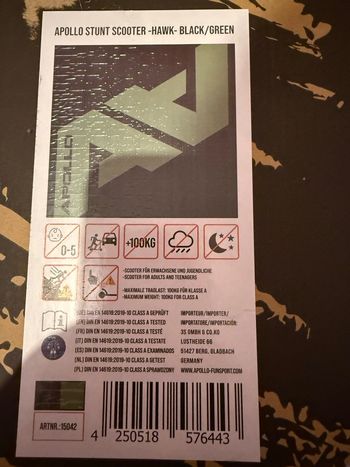 APOLLO STUNT SCOOTER -HAWK- BLACK/GREEN
APOLLO
0-5
+100KG
-SCOOTER FÜR ERWACHSENE UND JUGENDLICHE
-SCOOTER FOR ADULTS AND TEENAGERS
-MAXIMALE TRAGLAST: 100KG FÜR KLASSE A
-MAXIMUM WEIGHT: 100KG FOR CLASS A
(DE) DIN EN 14619:2019-10 CLASS A GEPRÜFT
(EN) DIN EN 14619:2019-10 CLASS A TESTED
(FR) DIN EN 14619:2019-10 CLASS A TESTÉ
(IT) DIN EN 14619:2019-10 CLASS A TESTATE
(ES) DIN EN 14619:2019-10 CLASS A EXAMINADOS
(NL) DIN EN 14619:2019-10 CLASS A GETEST
(PL) DIN EN 14619:2019-10 CLASS A SPRAWDZONY
IMPORTEUR/IMPORTER/
IMPORTATORE/IMPORTACIÓN:
3S GMBH & CO.KG
LUSTHEIDE 66
51427 BERG. GLADBACH
GERMANY
WWW.APOLLO-FUNSPORT.COM
ARTNR.: 15042
4 250518 576443